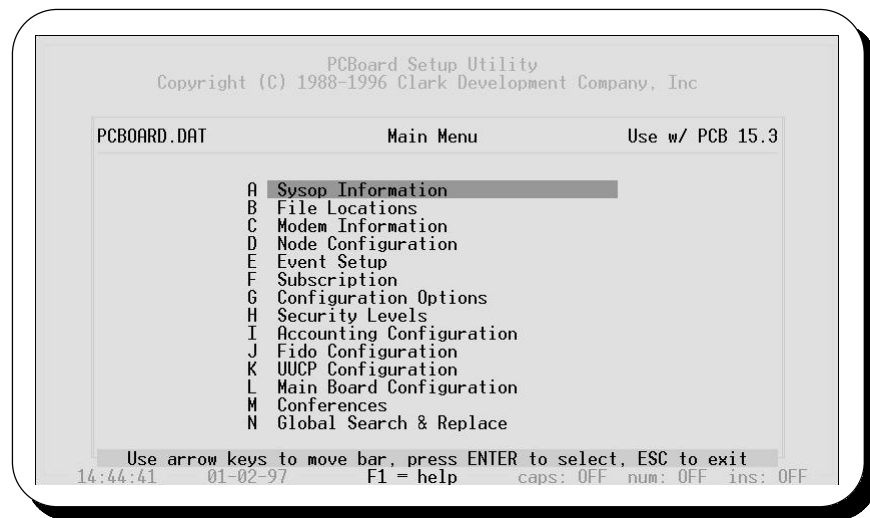 PCBoard Setup Utility
Copyright (C) 1988-1996 Clark Development Company, Inc
PCBOARD.DAT Main Menu Use w/ PCB 15.3
A Sysop Information
B File Locations
C Modem Information
D Node Configuration
E Event Setup
F Subscription
G Configuration Options
H Security Levels
I Accounting Configuration
J Fido Configuration
K UUCP Configuration
L Main Board Configuration
M Conferences
N Global Search & Replace
Use arrow keys to move bar, press ENTER to select, ESC to exit
14:44:41 01-02-97 F1 = help caps: OFF num: OFF ins: OFF